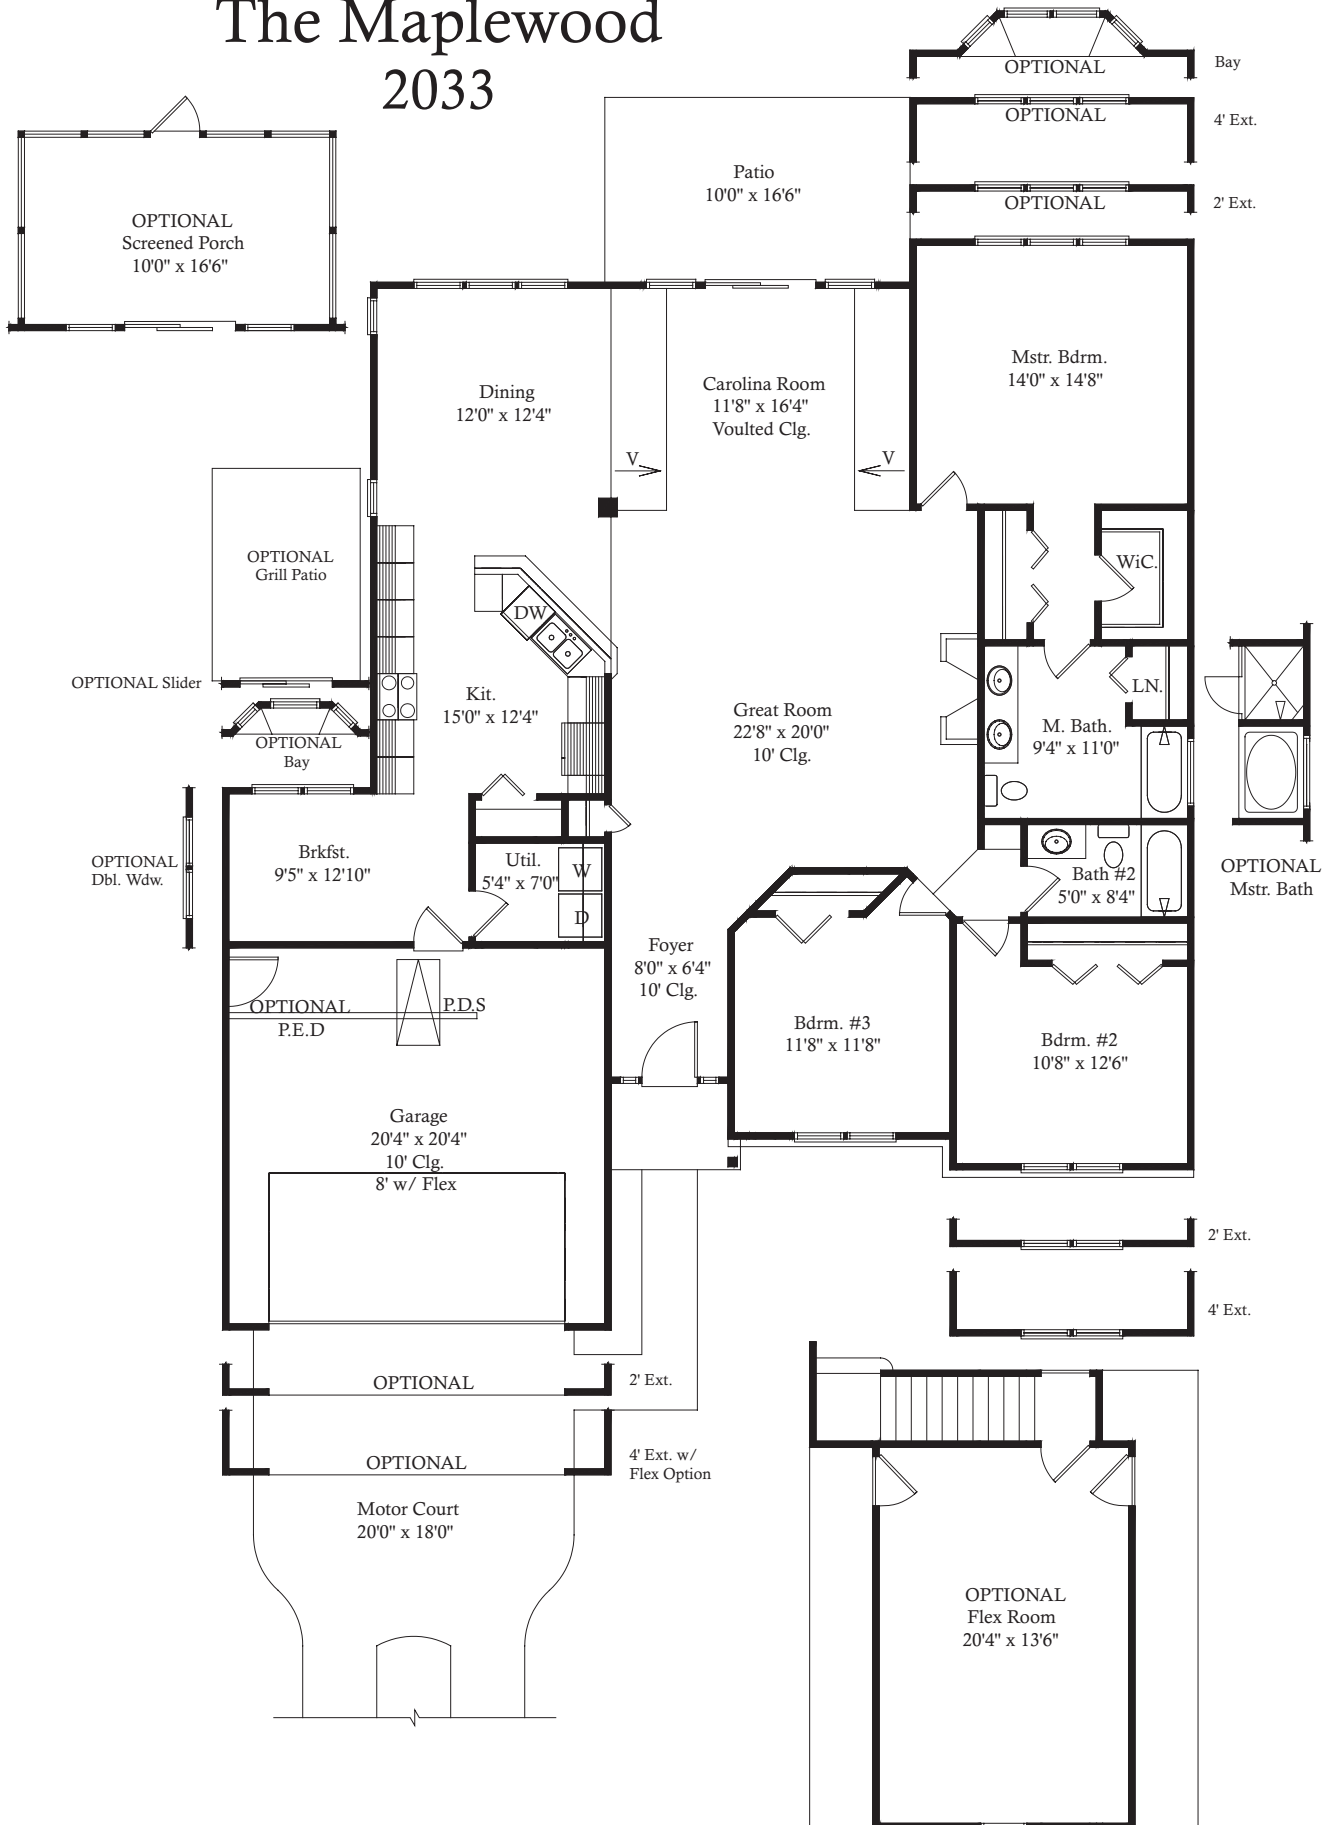 The Maplewood
2033
OPTIONAL
Bay
OPTIONAL
4' Ext.
OPTIONAL
2' Ext.
Patio
10'0" x 16'6"
OPTIONAL
Screened Porch
10'0" x 16'6"
Mstr. Bdrm.
14'0" x 14'8"
Dining
12'0" x 12'4"
Carolina Room
11'8" x 16'4"
Voulted Clg.
V
V
OPTIONAL
Grill Patio
WiC.
DW
OPTIONAL Slider
Kit.
15'0" x 12'4"
LN.
Great Room
22'8" x 20'0"
10' Clg.
M. Bath.
9'4" x 11'0"
OPTIONAL
Bay
OPTIONAL
Dbl. Wdw.
Brkfst.
9'5" x 12'10"
Util.
5'4" x 7'0"
W
D
Bath #2
5'0" x 8'4"
OPTIONAL
Mstr. Bath
Foyer
8'0" x 6'4"
10' Clg.
OPTIONAL
P.E.D
P.D.S
Bdrm. #3
11'8" x 11'8"
Bdrm. #2
10'8" x 12'6"
Garage
20'4" x 20'4"
10' Clg.
8' w/ Flex
2' Ext.
4' Ext.
OPTIONAL
2' Ext.
OPTIONAL
4' Ext. w/
Flex Option
Motor Court
20'0" x 18'0"
OPTIONAL
Flex Room
20'4" x 13'6"